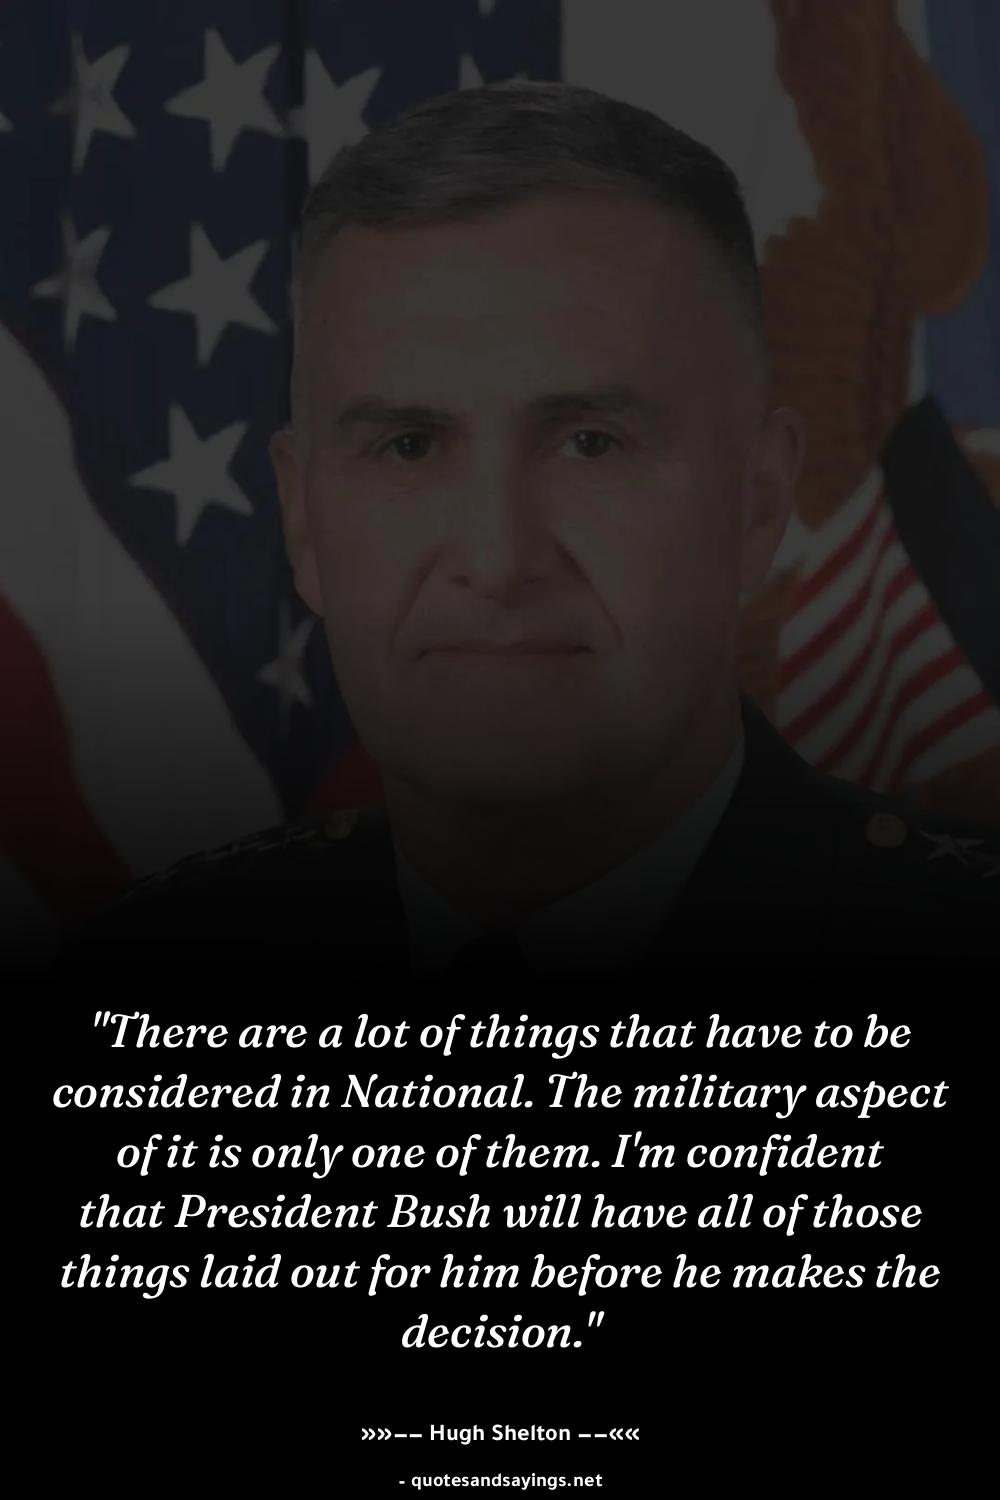 "There are a lot of things that have to be
considered in National. The military aspect
of it is only one of them. I'm confident
that President Bush will have all of those
things laid out for him before he makes the
decision."
»»–– Hugh Shelton ––««
- quotesandsayings.net